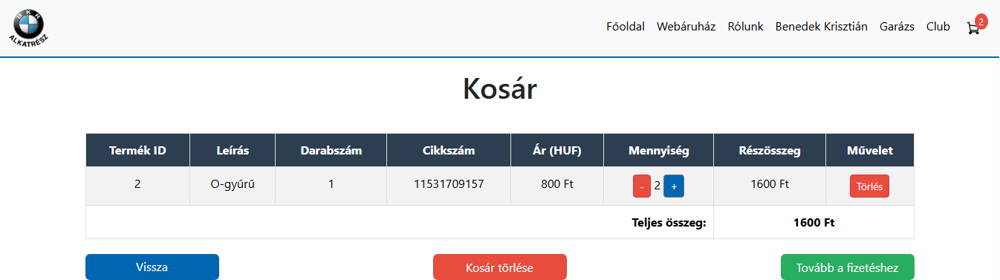 BKR
ALKATRÉSZ
Főoldal Webáruház Rólunk Benedek Krisztián Garázs Club 2
Kosár
Termék ID Leírás Darabszám Cikkszám Ár (HUF) Mennyiség Részösszeg Művelet
2 O-gyűrű 1 11531709157 800 Ft - 2 + 1600 Ft Törlés
Teljes összeg: 1600 Ft
Vissza Kosár törlése Tovább a fizetéshez